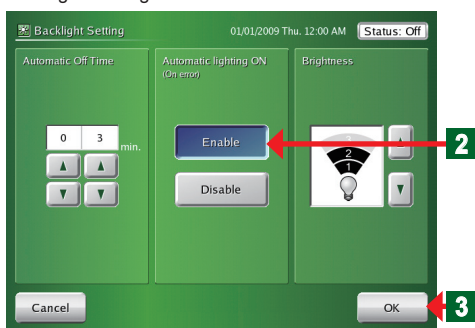 Backlight Setting 01/01/2009 Thu. 12:00 AM Status: Off
Automatic Off Time
Automatic lighting ON
(On error)
Brightness
0 3 min.
Enable
Disable
3
2
1
2
Cancel
OK
3